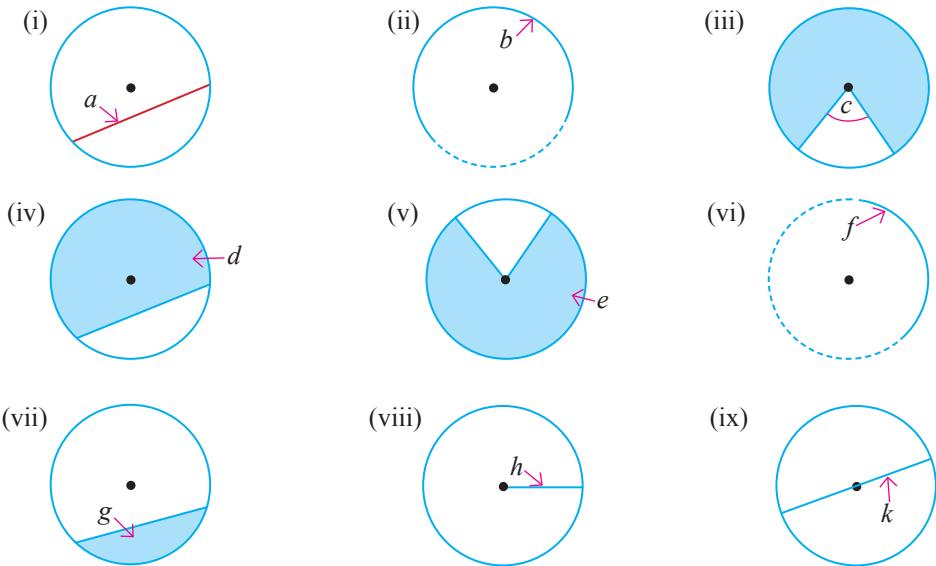 (i) (ii) (iii)
a b c
(iv) (v) (vi)
d e f
(vii) (viii) (ix)
g h k